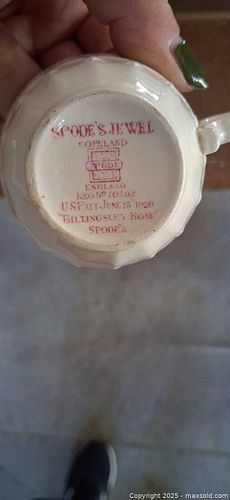 SPODE'S JEWEL
COPELAND
SPODE
ENGLAND
U S PAT. JUNE 15 1926
"BILLINGSLEY ROSE"
SPODE'S
Copyright © 2025 - maxsold.com